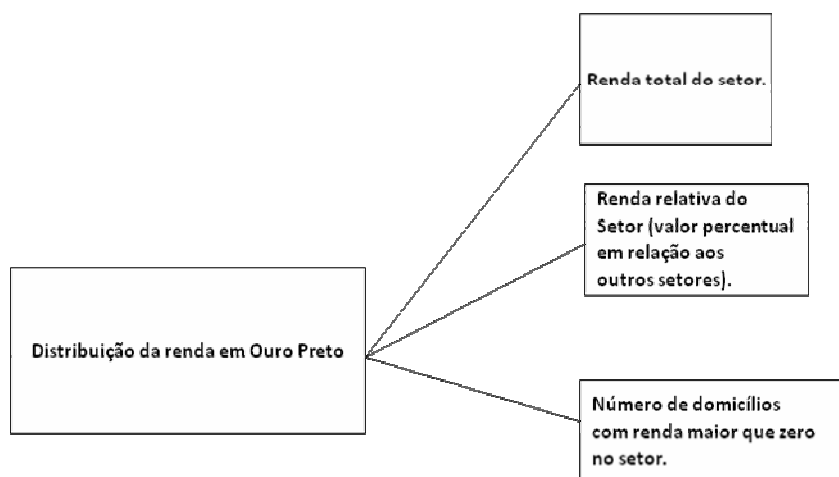 Renda total do setor.
Renda relativa do
Setor (valor percentual
em relação aos
outros setores).
Distribuição da renda em Ouro Preto
Número de domicílios
com renda maior que zero
no setor.